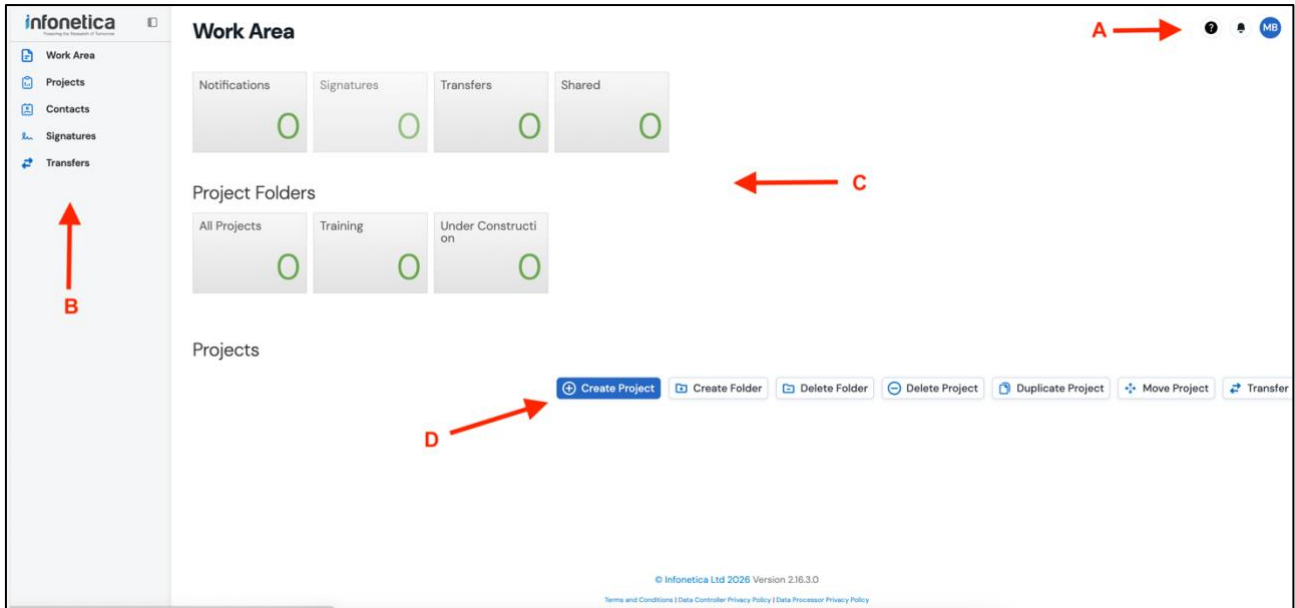 infonetica
Powering the Research of Tomorrow
Work Area
Projects
Contacts
Signatures
Transfers
B
Work Area
A
MB
Notifications
0
Signatures
0
Transfers
0
Shared
0
C
Project Folders
All Projects
0
Training
0
Under Constructi
on
0
Projects
Create Project
Create Folder
Delete Folder
Delete Project
Duplicate Project
Move Project
Transfer
D
© Infonetica Ltd 2026 Version 2.16.3.0
Terms and Conditions | Data Controller Privacy Policy | Data Processor Privacy Policy